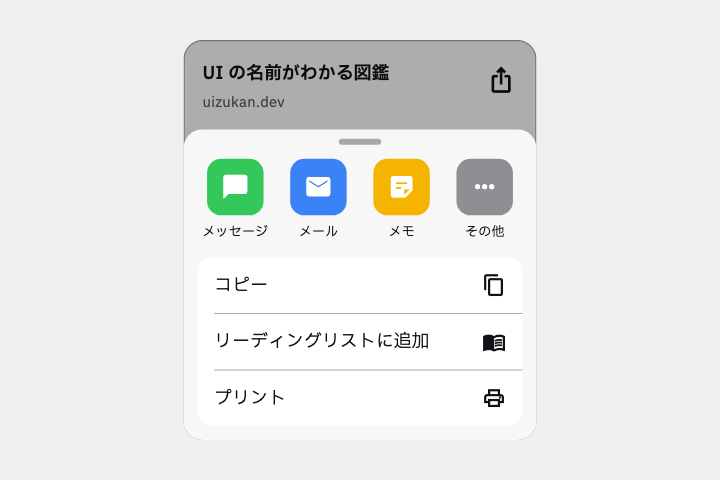 UI の名前がわかる図鑑
uizukan.dev
メッセージ
メール
メモ
その他
コピー
リーディングリストに追加
プリント